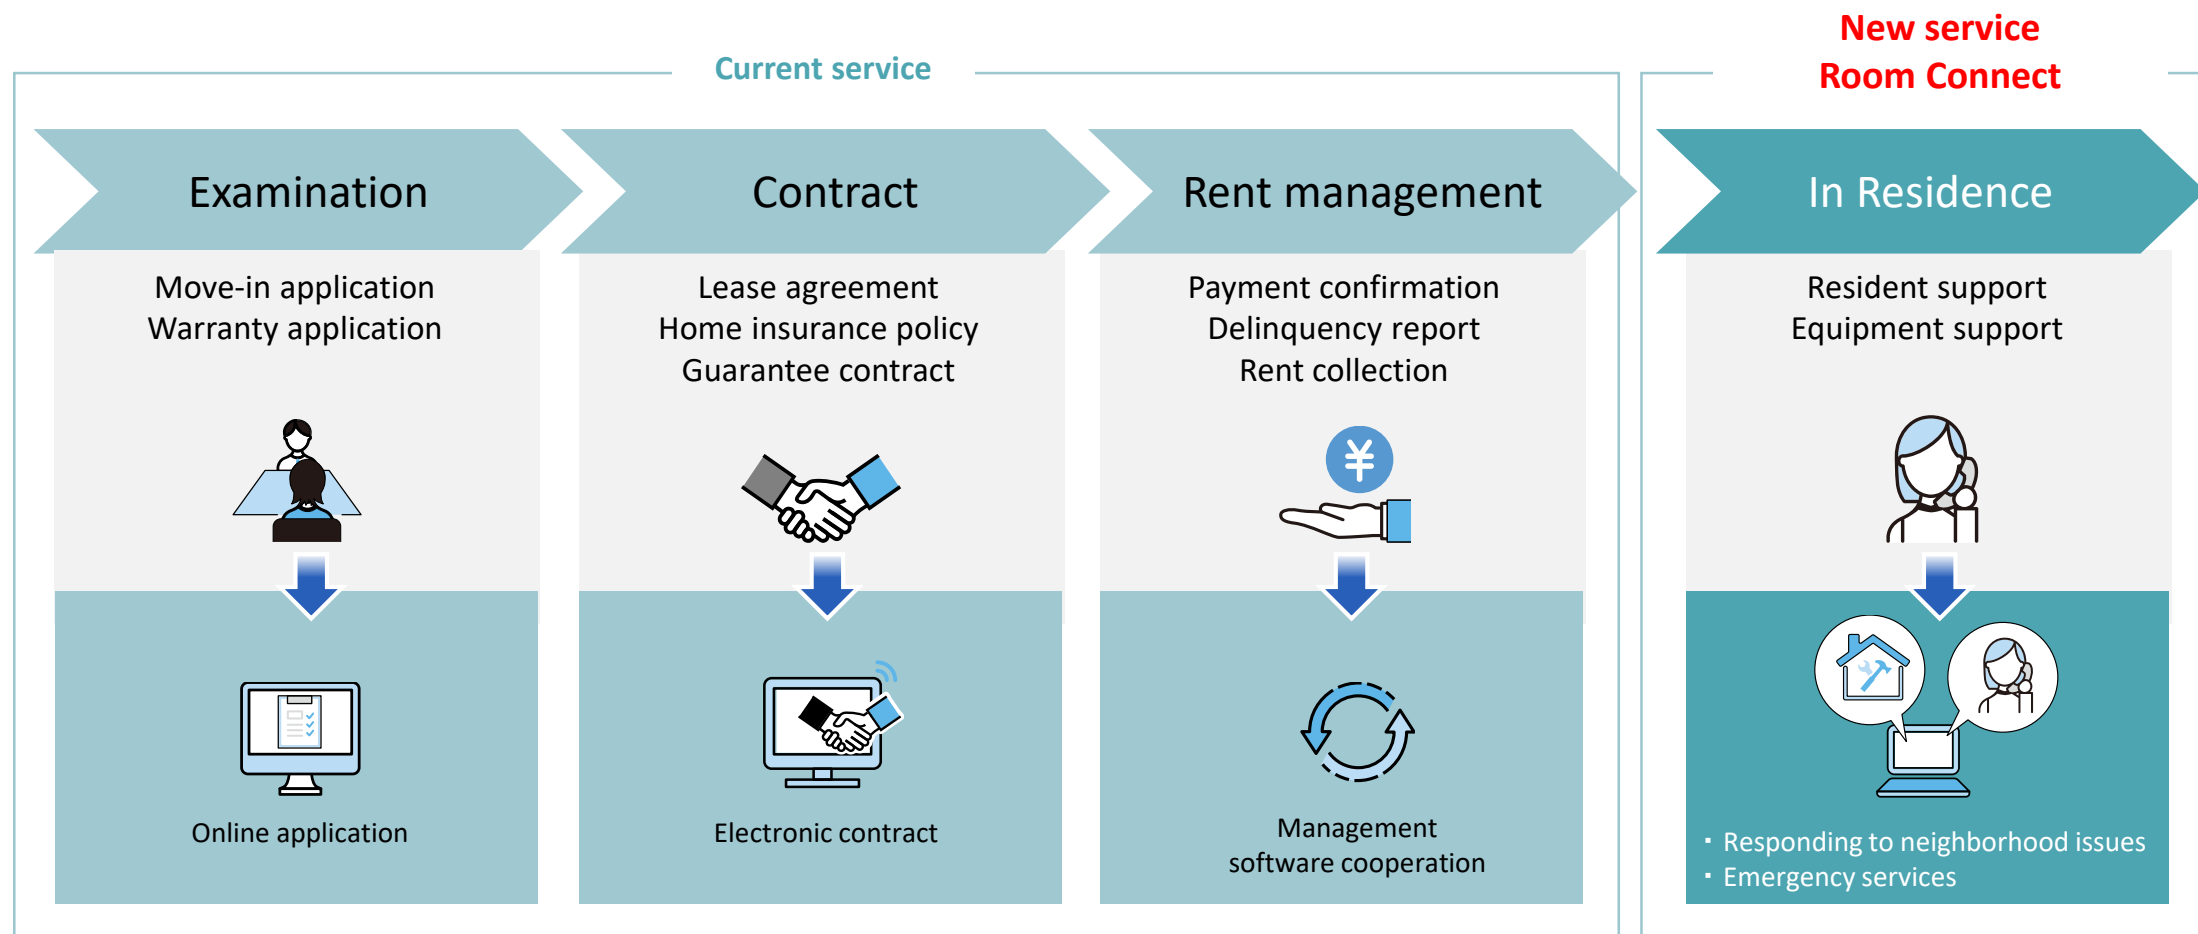 Current service
New service
Room Connect
Examination
Move-in application
Warranty application
Online application
Contract
Lease agreement
Home insurance policy
Guarantee contract
Electronic contract
Rent management
Payment confirmation
Delinquency report
Rent collection
¥
Management
software cooperation
In Residence
Resident support
Equipment support
・Responding to neighborhood issues
・Emergency services